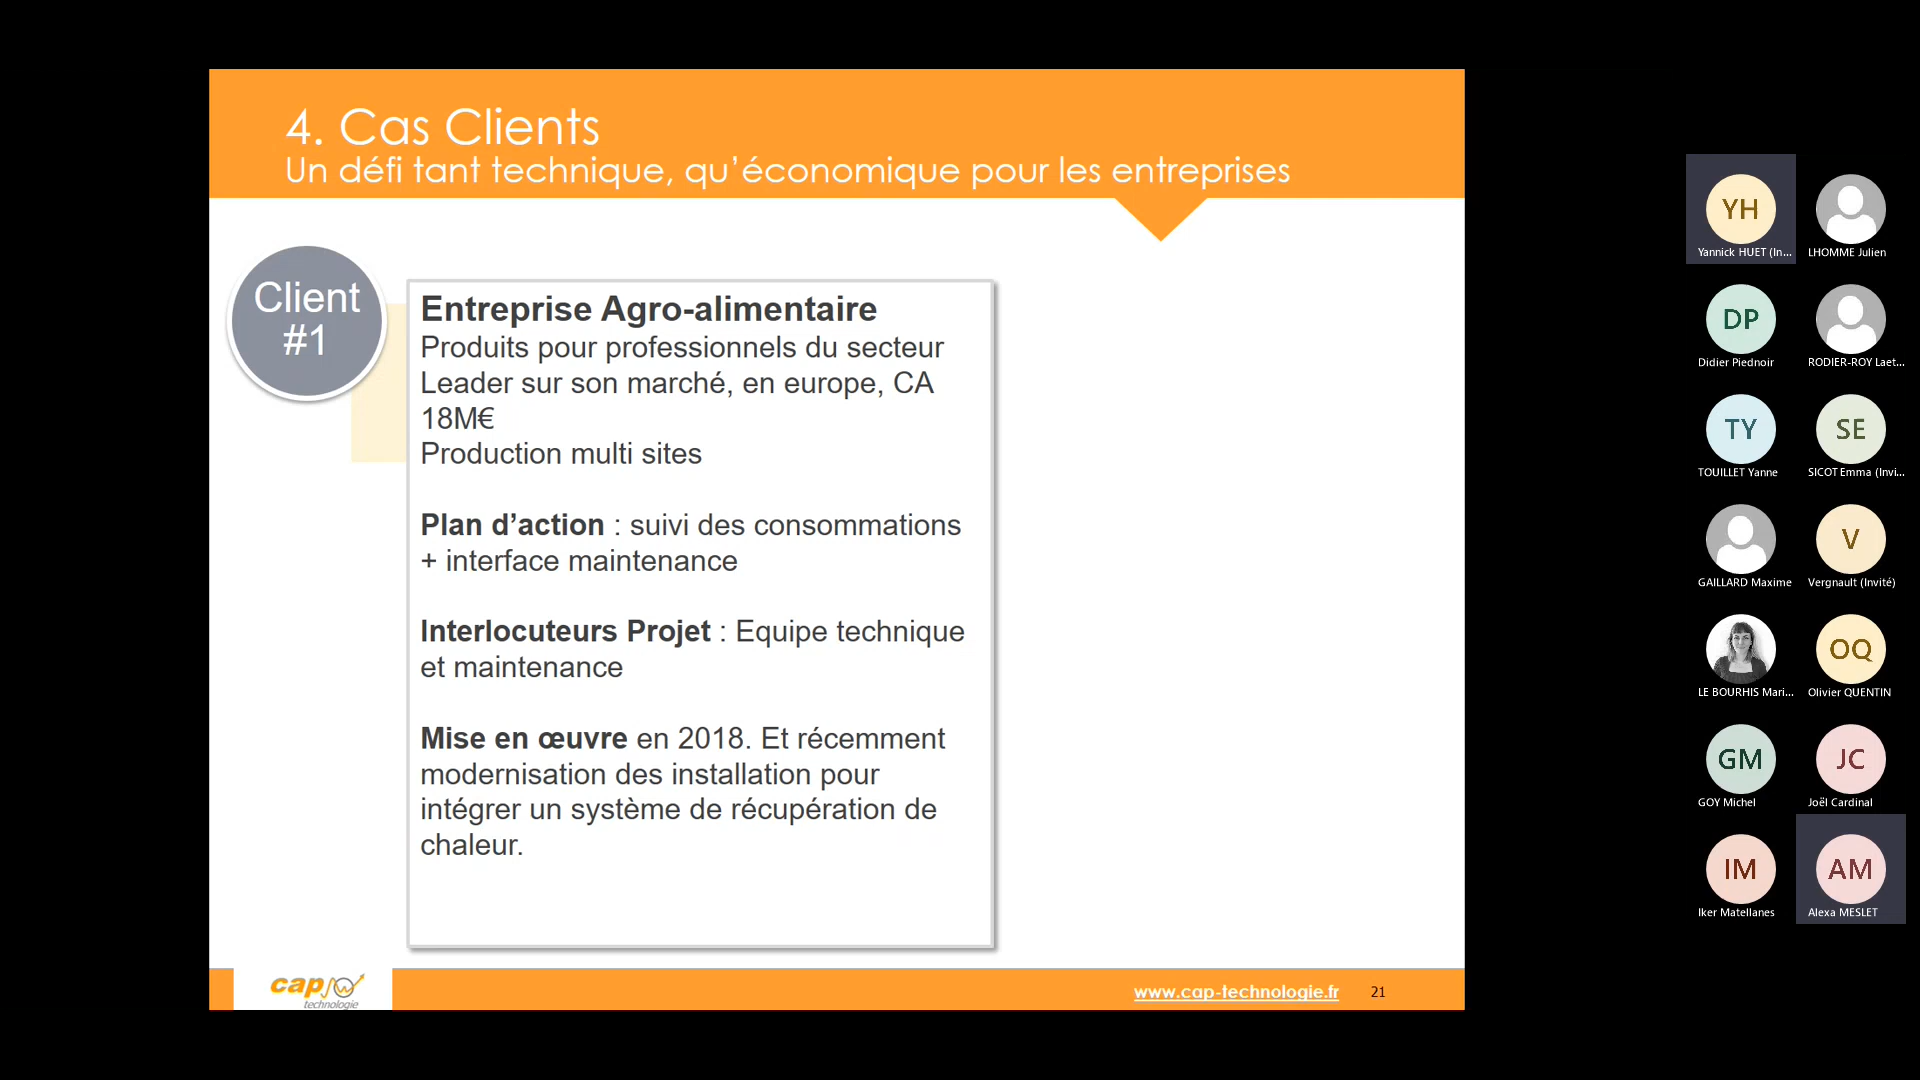 4. Cas Clients
Un défi tant technique, qu’économique pour les entreprises
Client
#1
Entreprise Agro-alimentaire
Produits pour professionnels du secteur
Leader sur son marché, en europe, CA
18M€
Production multi sites
Plan d’action : suivi des consommations
+ interface maintenance
Interlocuteurs Projet : Equipe technique
et maintenance
Mise en œuvre en 2018. Et récemment
modernisation des installation pour
intégrer un système de récupération de
chaleur.
cap
technologie
www.cap-technologie.fr
21
YH
Yannick HUET (In...
LHOMME Julien
DP
Didier Piednoir
RODIER-ROY Laet...
TY
TOUILLET Yanne
SE
SICOT Emma (Invi...
GAILLARD Maxime
V
Vergnault (Invité)
LE BOURHIS Mari...
OQ
Olivier QUENTIN
GM
GOY Michel
JC
Joël Cardinal
IM
Iker Matellanes
AM
Alexa MESLET